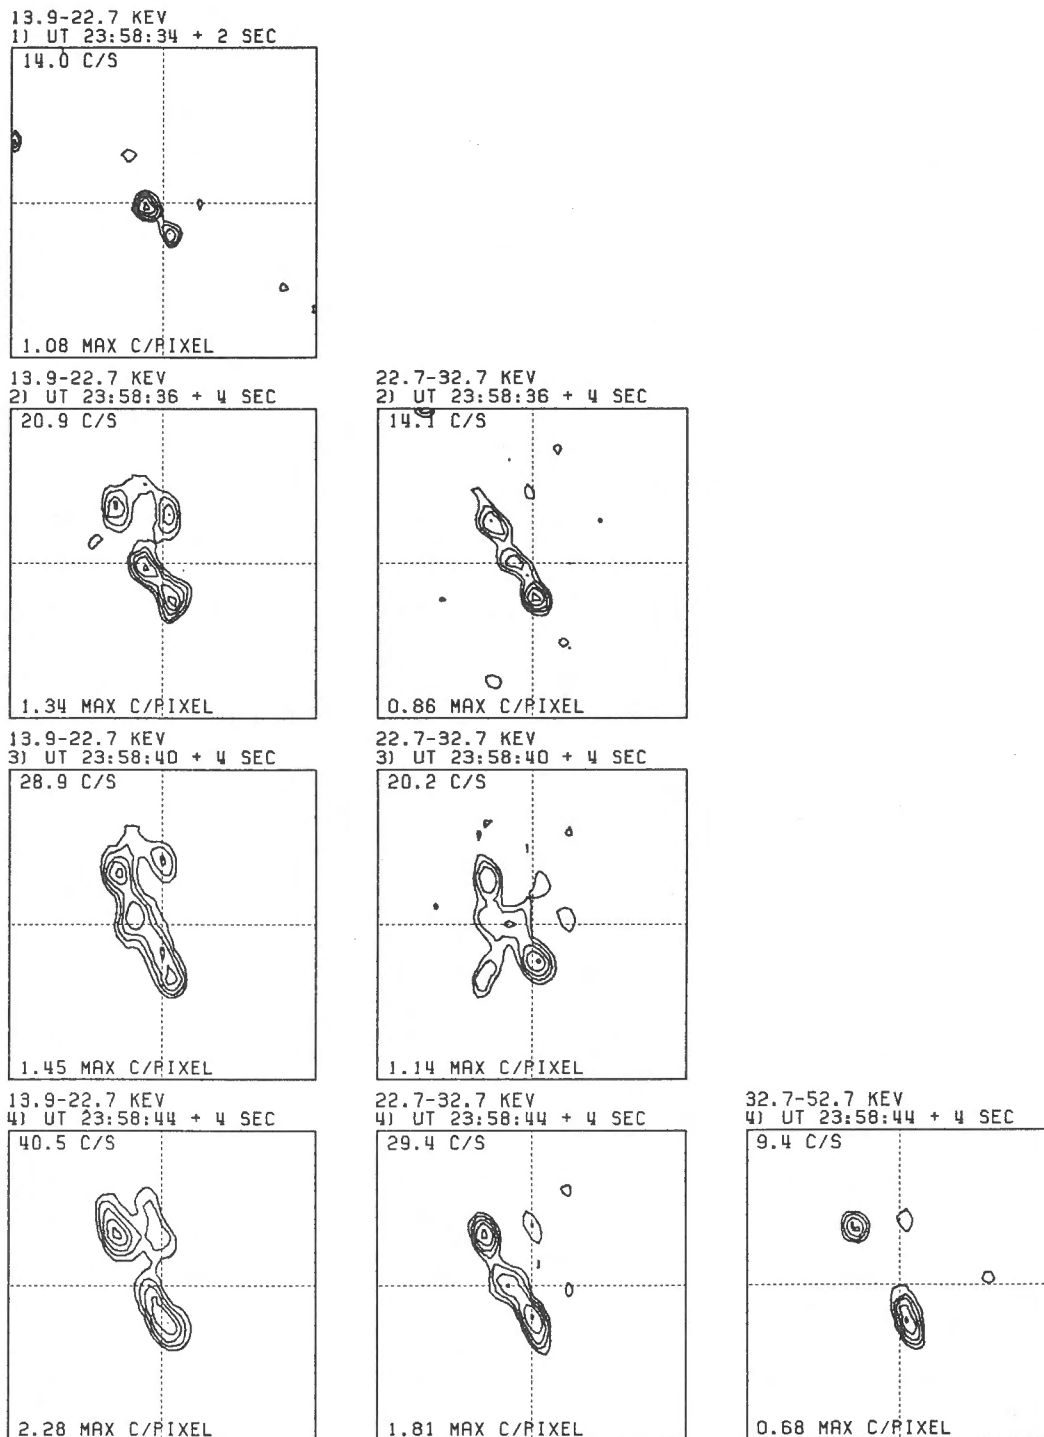 13.9-22.7 KEV
1) UT 23:58:34 + 2 SEC
14.0 C/S
1.08 MAX C/PIXEL
13.9-22.7 KEV
2) UT 23:58:36 + 4 SEC
20.9 C/S
1.34 MAX C/PIXEL
22.7-32.7 KEV
2) UT 23:58:36 + 4 SEC
14.1 C/S
0.86 MAX C/PIXEL
13.9-22.7 KEV
3) UT 23:58:40 + 4 SEC
28.9 C/S
1.45 MAX C/PIXEL
22.7-32.7 KEV
3) UT 23:58:40 + 4 SEC
20.2 C/S
1.14 MAX C/PIXEL
13.9-22.7 KEV
4) UT 23:58:44 + 4 SEC
40.5 C/S
2.28 MAX C/PIXEL
22.7-32.7 KEV
4) UT 23:58:44 + 4 SEC
29.4 C/S
1.81 MAX C/PIXEL
32.7-52.7 KEV
4) UT 23:58:44 + 4 SEC
9.4 C/S
0.68 MAX C/PIXEL